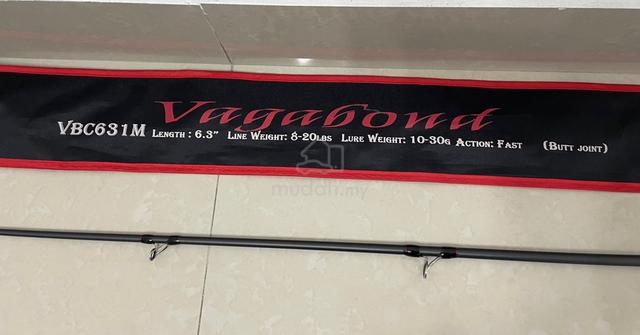 Vagabond
VBC631M Length : 6.3" Line Weight: 8-20lbs Lure Weight: 10-30g Action: Fast (Butt joint)
mudah.my